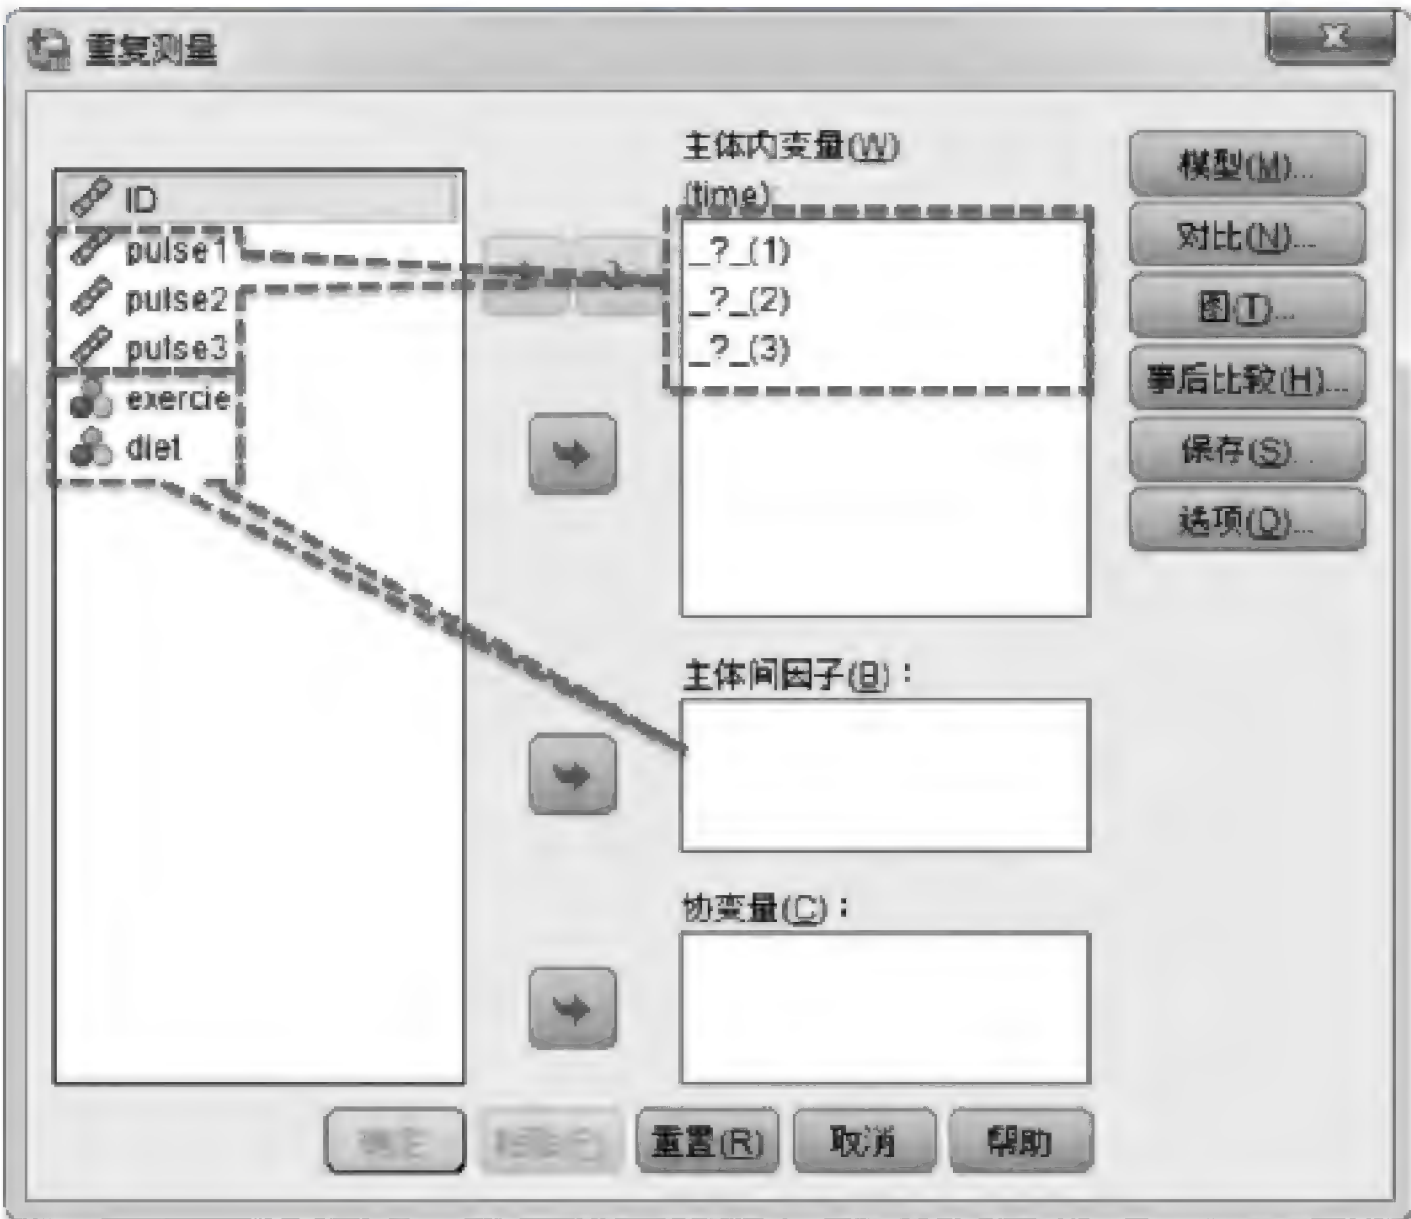 重复测量
主体内变量(W)
(time):
ID
pulse1
pulse2
pulse3
exercie
diet
_?_(1)
_?_(2)
_?_(3)
主体间因子(B)：
协变量(C)：
模型(M)...
对比(N)...
图(T)...
事后比较(H)...
保存(S)...
选项(O)...
确定
重置(R)
取消
帮助